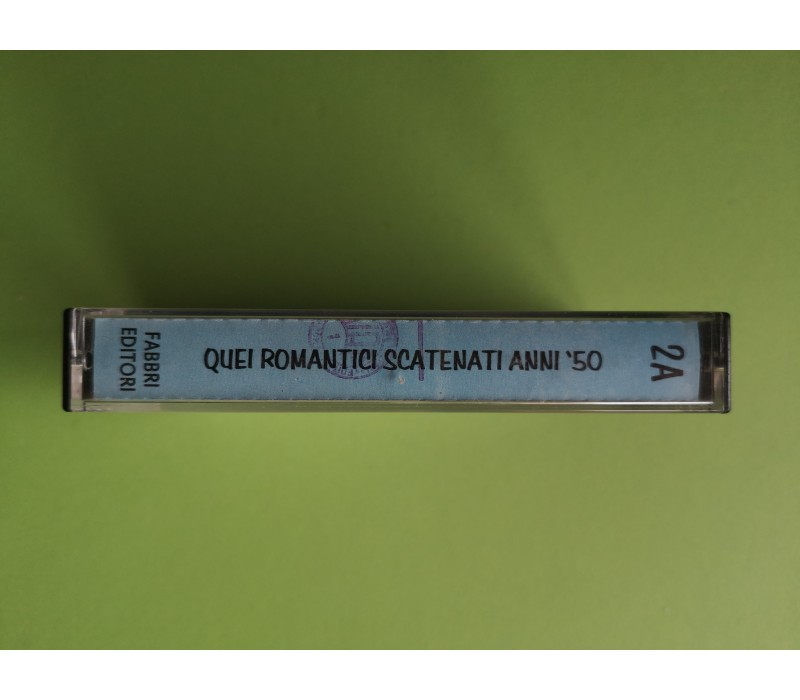 FABBRI
EDITORI
QUEI ROMANTICI SCATENATI ANNI '50
2A